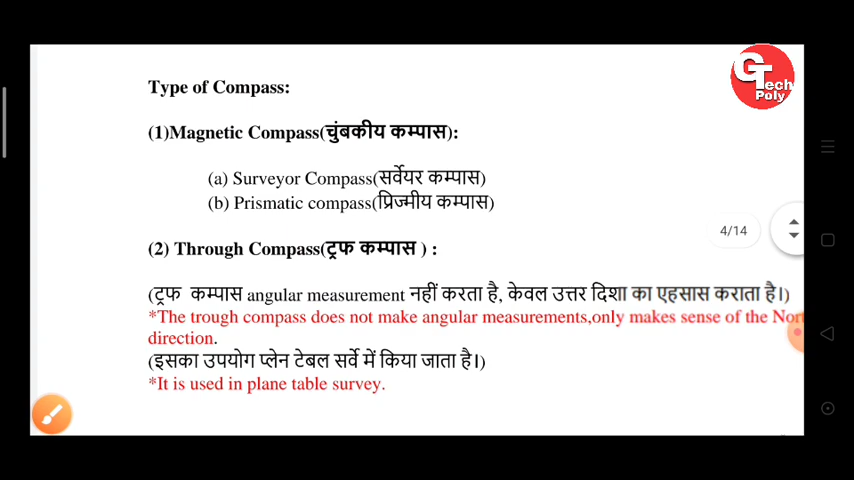 GTech
Poly
Type of Compass:
(1)Magnetic Compass(चुंबकीय कम्पास):
(a) Surveyor Compass(सर्वेयर कम्पास)
(b) Prismatic compass(प्रिज्मीय कम्पास)
4/14
(2) Through Compass(ट्रफ कम्पास ) :
(ट्रफ कम्पास angular measurement नहीं करता है, केवल उत्तर दिशा का एहसास कराता है।)
*The trough compass does not make angular measurements,only makes sense of the Nort
direction.
(इसका उपयोग प्लेन टेबल सर्वे में किया जाता है।)
*It is used in plane table survey.